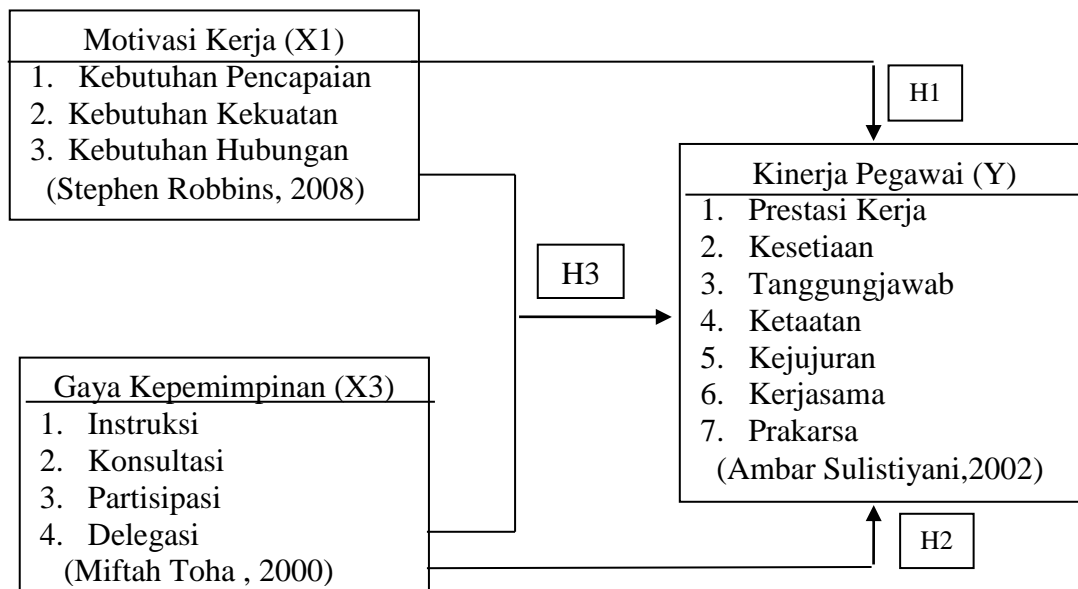 Motivasi Kerja (X1)
1. Kebutuhan Pencapaian
2. Kebutuhan Kekuatan
3. Kebutuhan Hubungan
(Stephen Robbins, 2008)
H1
Kinerja Pegawai (Y)
1. Prestasi Kerja
2. Kesetiaan
3. Tanggungjawab
4. Ketaatan
5. Kejujuran
6. Kerjasama
7. Prakarsa
(Ambar Sulistiyani,2002)
H3
Gaya Kepemimpinan (X3)
1. Instruksi
2. Konsultasi
3. Partisipasi
4. Delegasi
(Miftah Toha , 2000)
H2